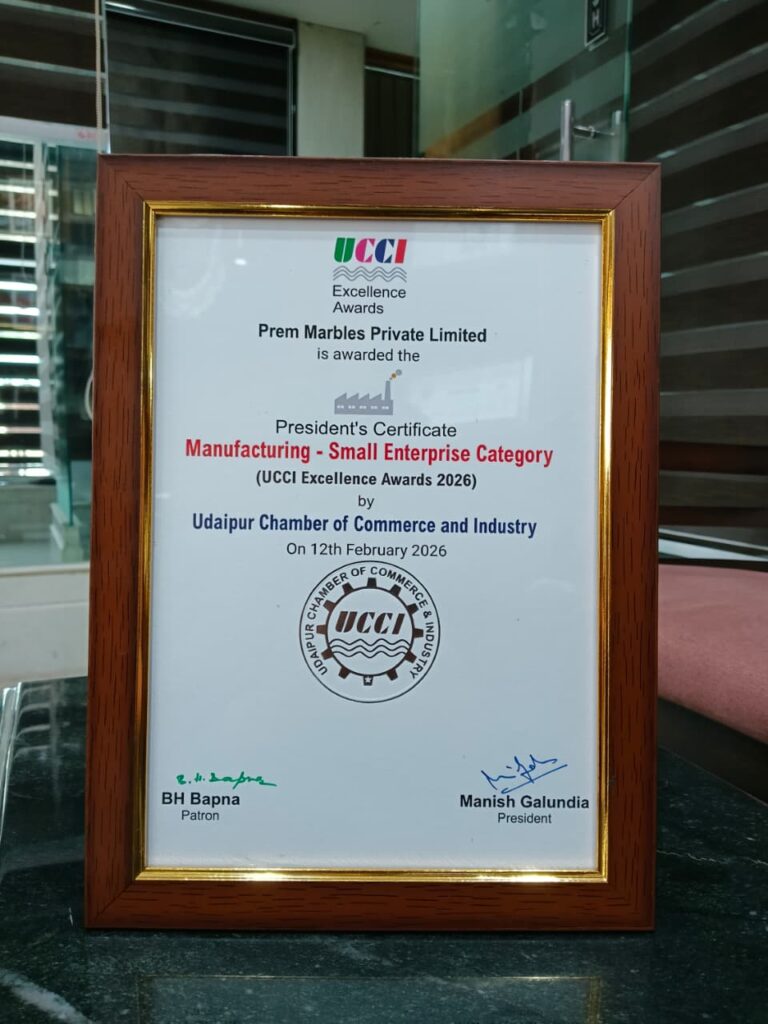 UCCI
Excellence
Awards
Prem Marbles Private Limited
is awarded the
President's Certificate
Manufacturing - Small Enterprise Category
(UCCI Excellence Awards 2026)
by
Udaipur Chamber of Commerce and Industry
On 12th February 2026
UDAIPUR CHAMBER OF COMMERCE & INDUSTRY
UCCI
B.H. Bapna
BH Bapna
Patron
Manish Galundia
President